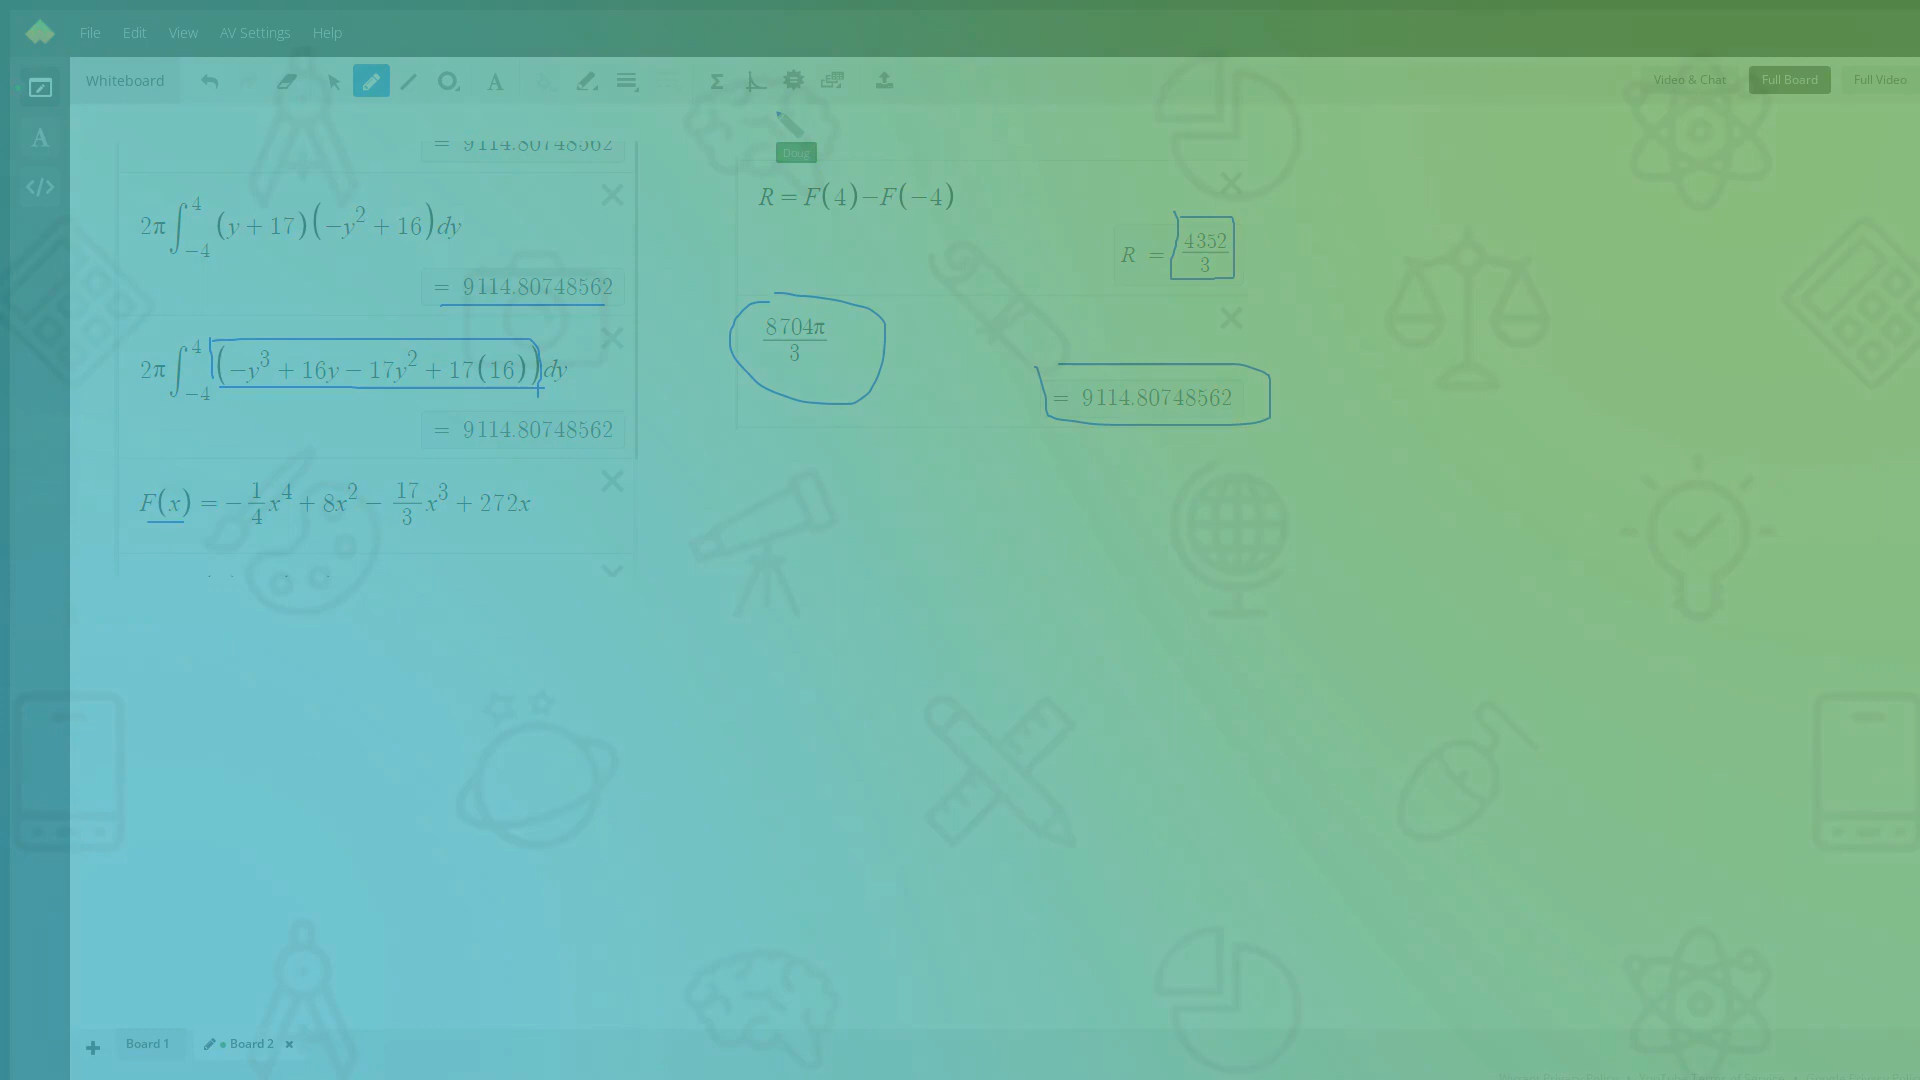 File Edit View AV Settings Help
Whiteboard
Video & Chat Full Board Full Video
Doug
= 9114.80748562
2π∫_{-4}^{4} (y + 17)(−y² + 16)dy
= 9114.80748562
2π∫_{-4}^{4} (−y³ + 16y − 17y² + 17(16))dy
= 9114.80748562
F(x) = −1/4 x⁴ + 8x² − 17/3 x³ + 272x
R = F(4) − F(−4)
R = 4352/3
8704π/3
= 9114.80748562
Board 1 Board 2